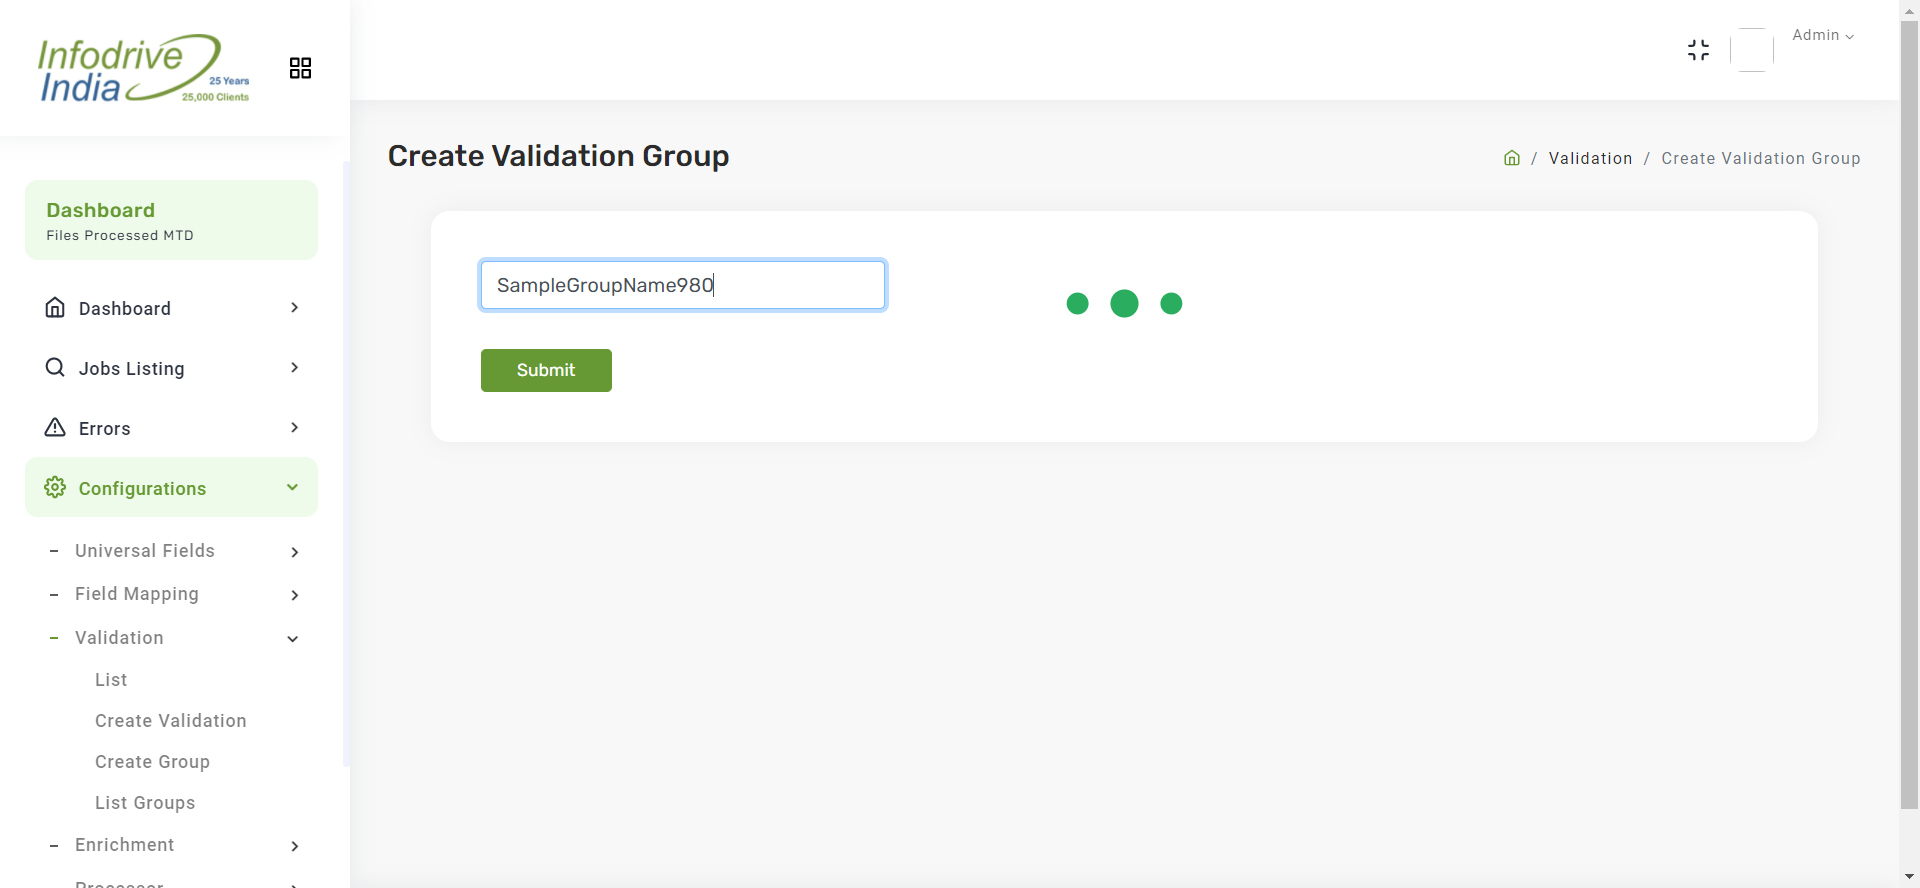 Infodrive
India
25 Years
25,000 Clients
Admin
Create Validation Group
/ Validation / Create Validation Group
Dashboard
Files Processed MTD
SampleGroupName980
Submit
Dashboard
Jobs Listing
Errors
Configurations
Universal Fields
Field Mapping
Validation
List
Create Validation
Create Group
List Groups
Enrichment
Processor